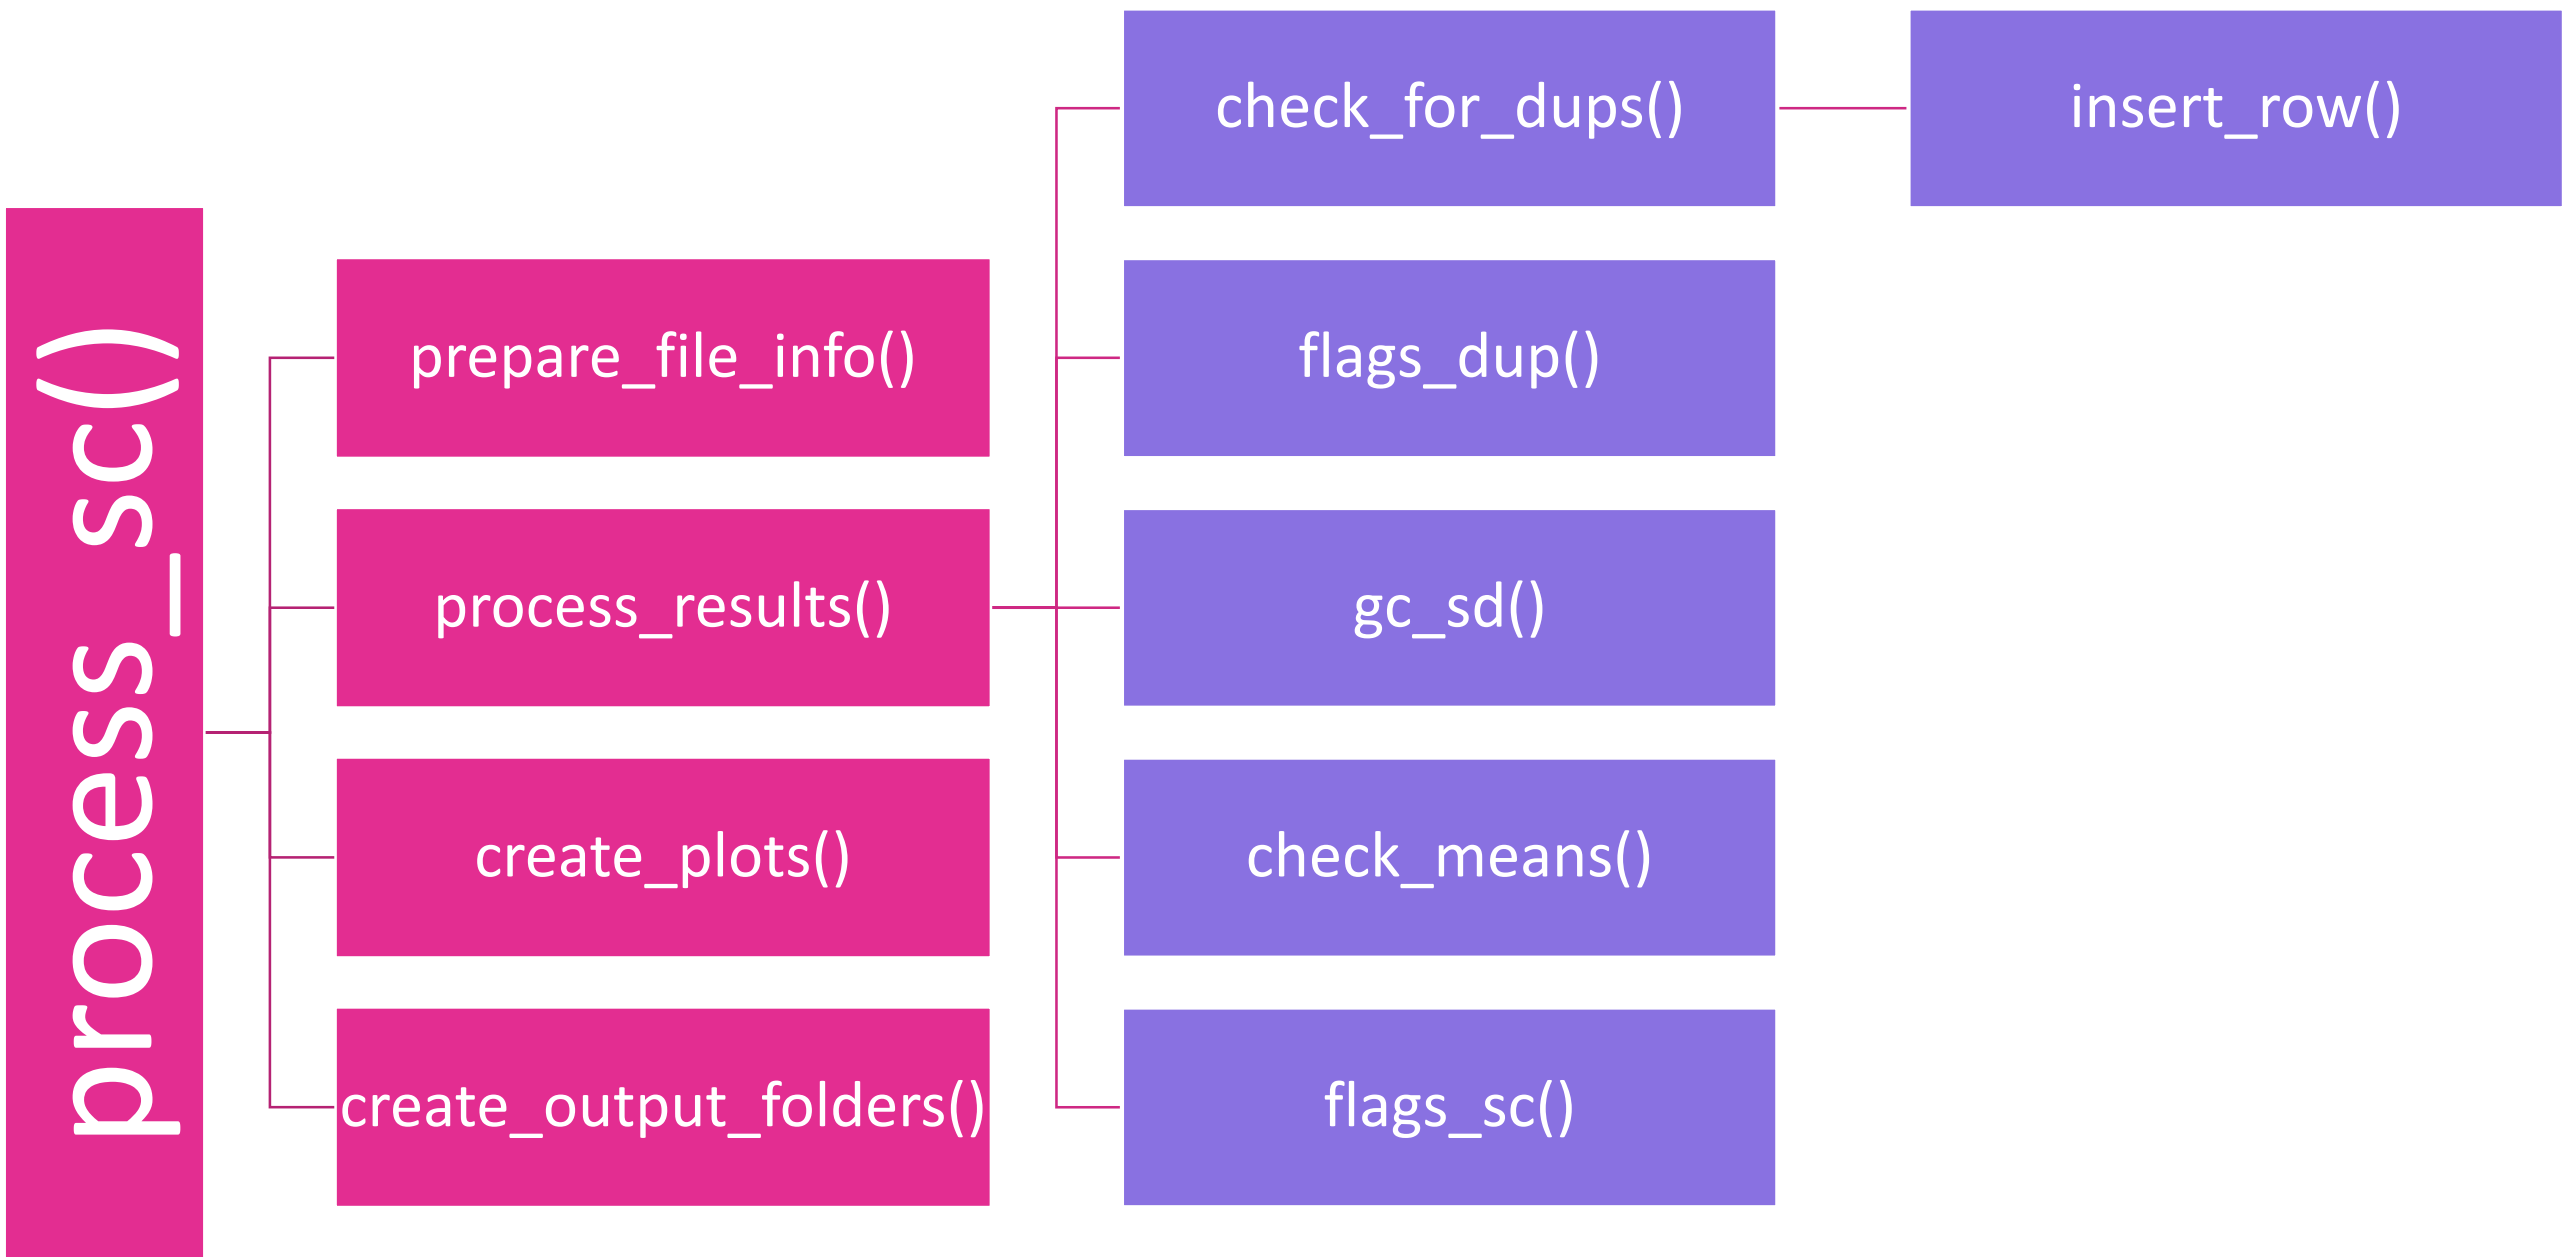 process_sc()
prepare_file_info()
process_results()
create_plots()
create_output_folders()
check_for_dups()
flags_dup()
gc_sd()
check_means()
flags_sc()
insert_row()